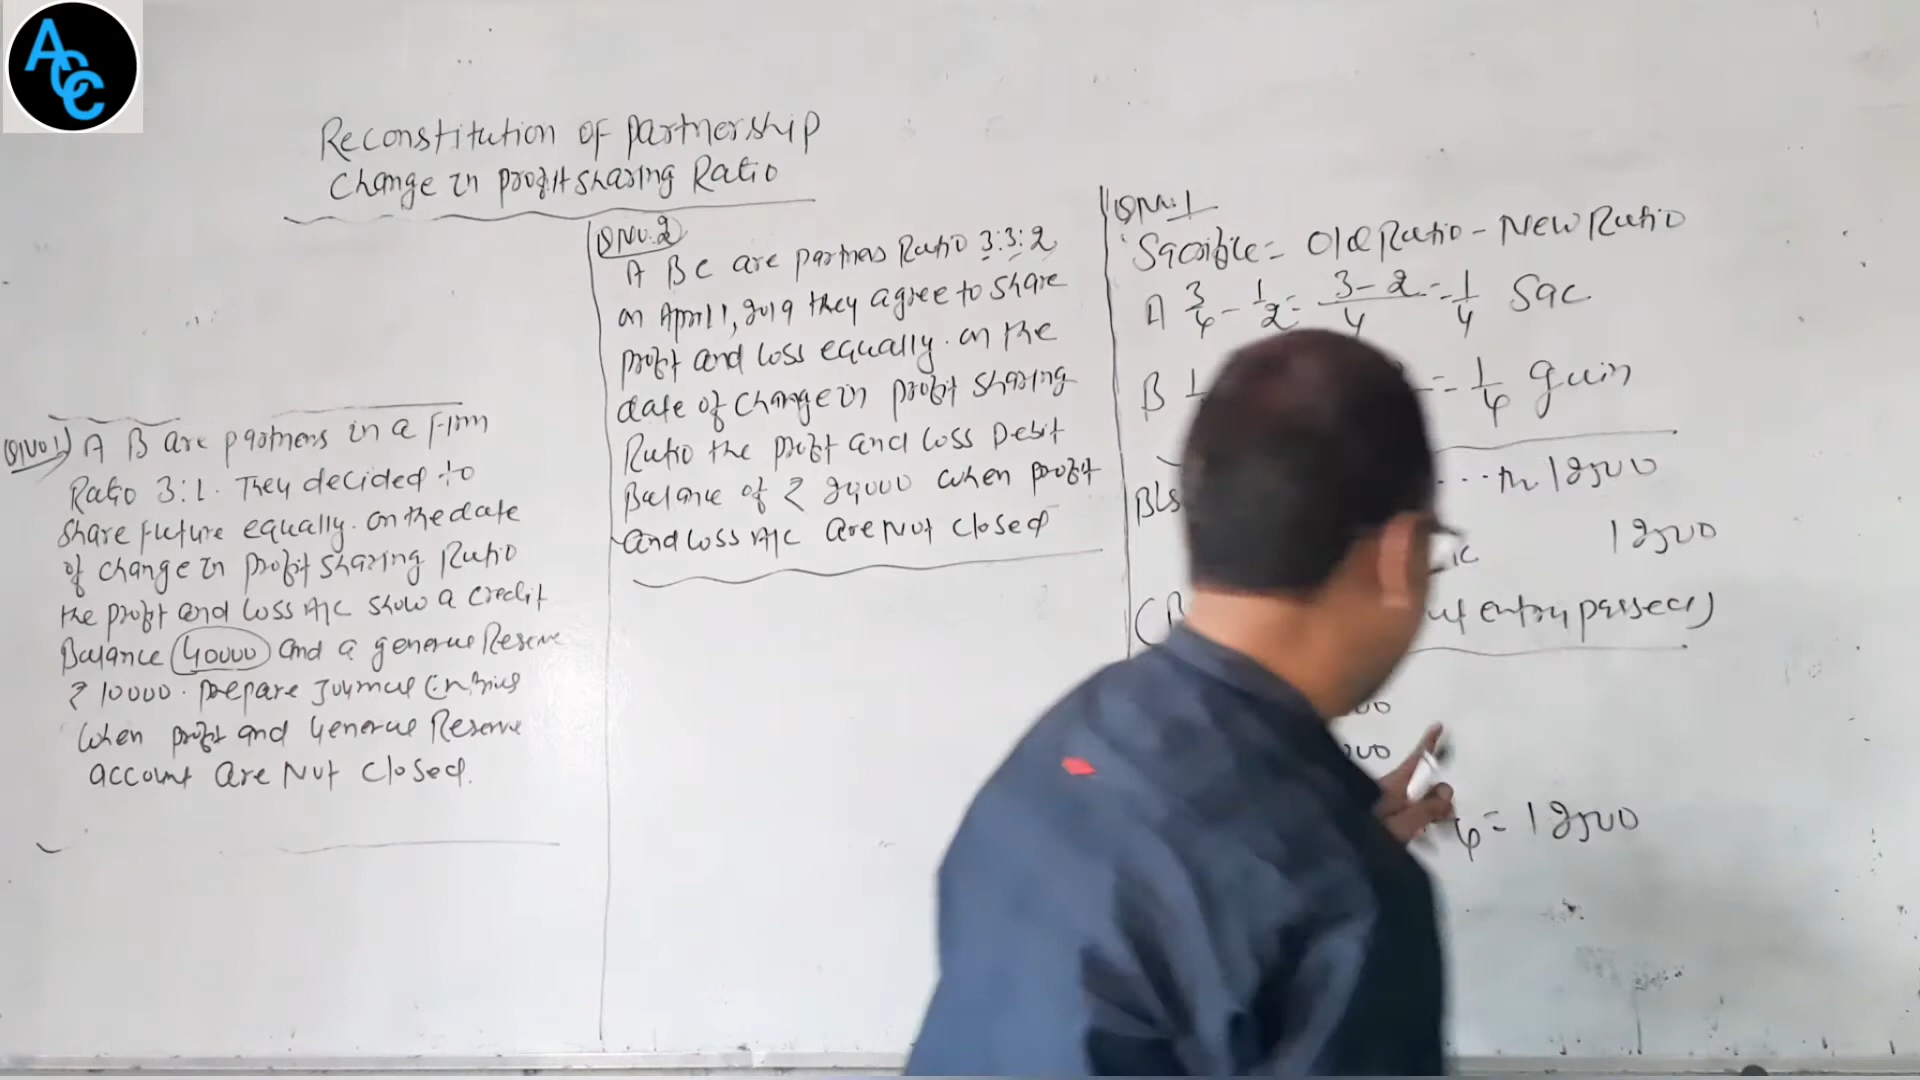 ACC
Reconstitution of partnership
Change in profit sharing Ratio
QNo.1) A B are partners in a Firm
Ratio 3:1. They decided to
share future equally. on the date
of change in profit sharing Ratio
the profit and Loss A/c show a credit
Balance 40000 and a general Reserve
₹ 10000. prepare Journal Entries
when profit and General Reserve
account are Not closed.
QNo.2
A B C are partners Ratio 3:3:2
on April 1, 2019 they agree to share
profit and loss equally. on the
date of change in profit sharing
Ratio the profit and loss Debit
Balance of ₹ 24000 when profit
and loss A/c are Not closed
QNo.1
Sacrifice = Old Ratio - New Ratio
A 3/4 - 1/2 = 3-2/4 = 1/4 Sac
B 1 = 1/4 gain
12500
12500
entry passed)
4 = 12500